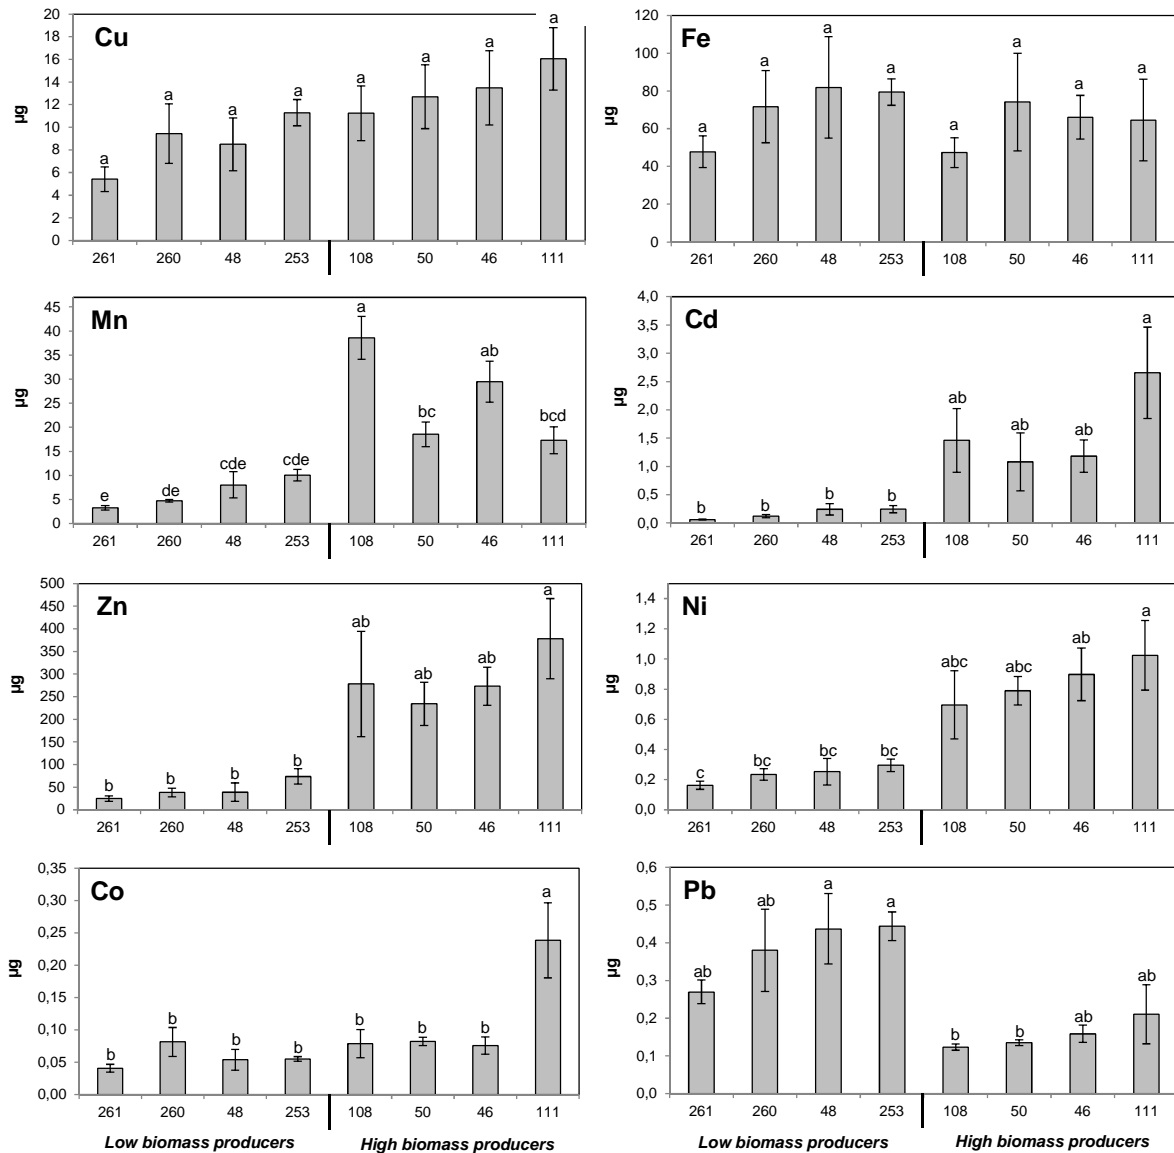 Cu
µg
20
18
16
14
12
10
8
6
4
2
0
a a a a a a a a
261 260 48 253 108 50 46 111
Fe
µg
120
100
80
60
40
20
0
a a a a a a a a
261 260 48 253 108 50 46 111
Mn
µg
45
40
35
30
25
20
15
10
5
0
e de cde cde a bc ab bcd
261 260 48 253 108 50 46 111
Cd
µg
4,0
3,5
3,0
2,5
2,0
1,5
1,0
0,5
0,0
b b b b ab ab ab a
261 260 48 253 108 50 46 111
Zn
µg
500
450
400
350
300
250
200
150
100
50
0
b b b b ab ab ab a
261 260 48 253 108 50 46 111
Ni
µg
1,4
1,2
1,0
0,8
0,6
0,4
0,2
0,0
c bc bc bc abc abc ab a
261 260 48 253 108 50 46 111
Co
µg
0,35
0,30
0,25
0,20
0,15
0,10
0,05
0,00
b b b b b b b a
261 260 48 253 108 50 46 111
Low biomass producers High biomass producers
Pb
µg
0,6
0,5
0,4
0,3
0,2
0,1
0,0
ab ab a a b b ab ab
261 260 48 253 108 50 46 111
Low biomass producers High biomass producers